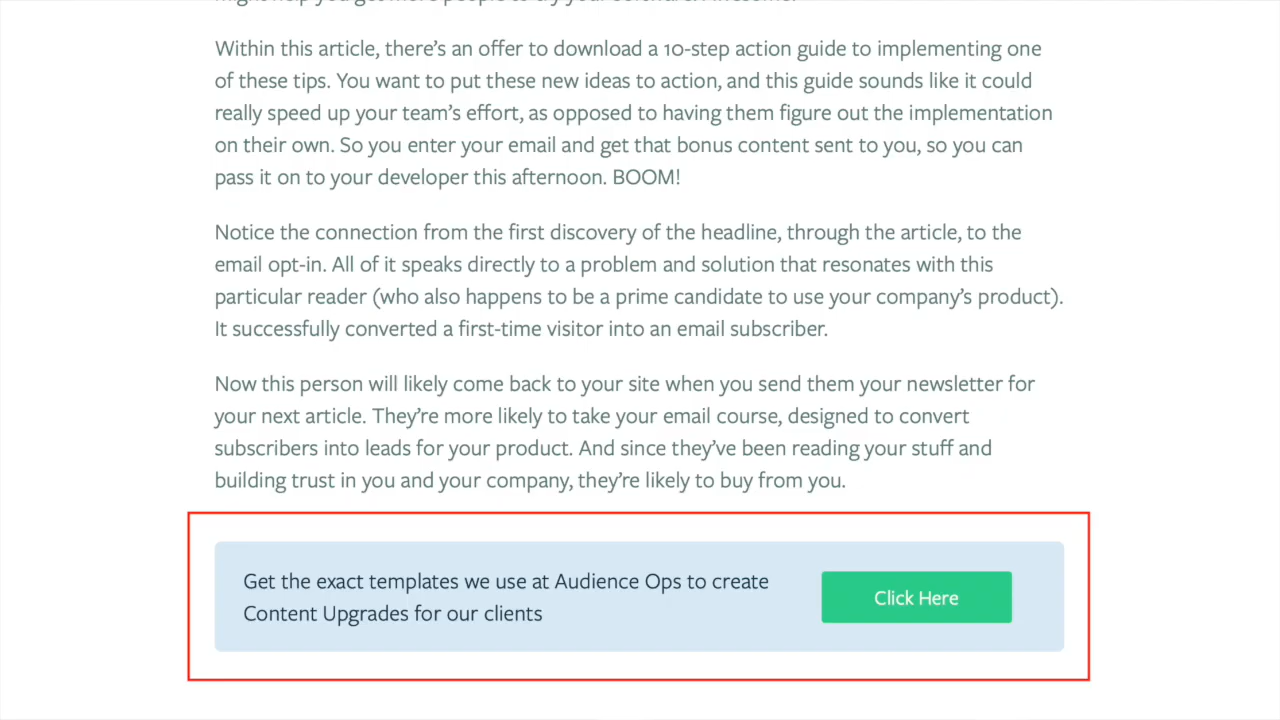 Within this article, there’s an offer to download a 10-step action guide to implementing one
of these tips. You want to put these new ideas to action, and this guide sounds like it could
really speed up your team’s effort, as opposed to having them figure out the implementation
on their own. So you enter your email and get that bonus content sent to you, so you can
pass it on to your developer this afternoon. BOOM!
Notice the connection from the first discovery of the headline, through the article, to the
email opt-in. All of it speaks directly to a problem and solution that resonates with this
particular reader (who also happens to be a prime candidate to use your company’s product).
It successfully converted a first-time visitor into an email subscriber.
Now this person will likely come back to your site when you send them your newsletter for
your next article. They’re more likely to take your email course, designed to convert
subscribers into leads for your product. And since they’ve been reading your stuff and
building trust in you and your company, they’re likely to buy from you.
Get the exact templates we use at Audience Ops to create
Content Upgrades for our clients
Click Here